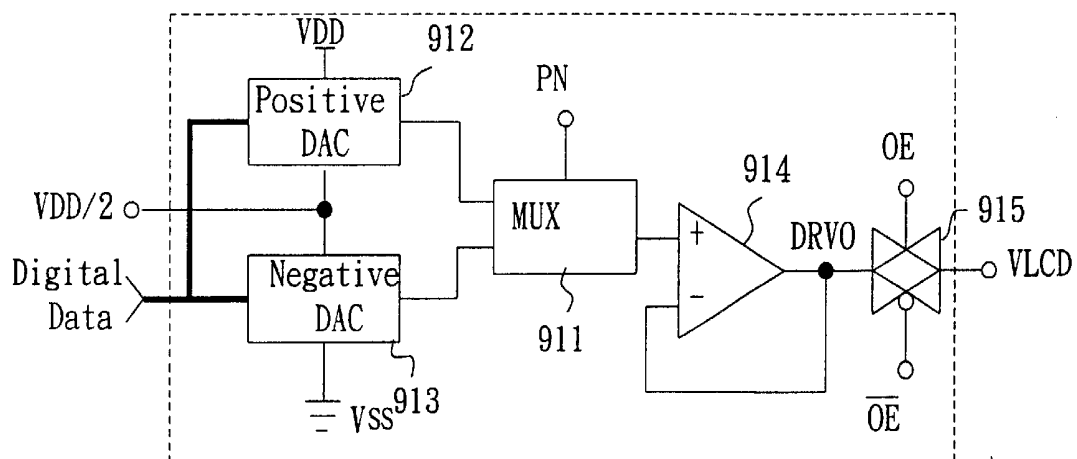 VDD
912
Positive
DAC
PN
OE
914
915
VDD/2
MUX
+
DRVO
VLCD
Negative
DAC
Digital
Data
−
911
VSS
913
O̅E̅